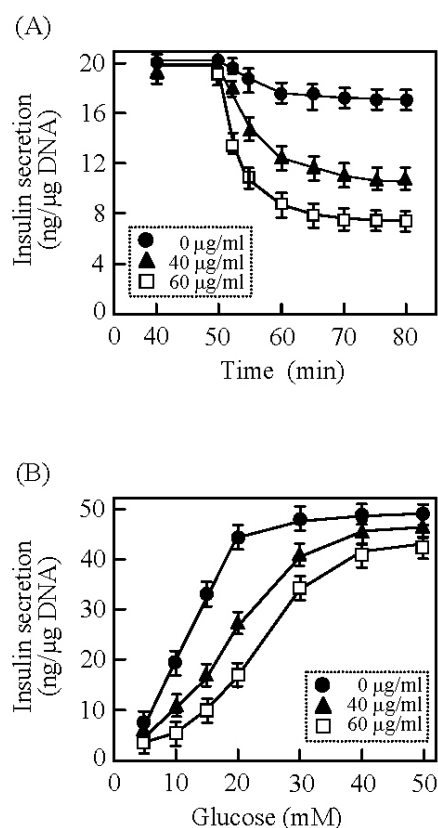 (A)
Insulin secretion
(ng/μg DNA)
20
16
12
8
4
0 μg/ml
40 μg/ml
60 μg/ml
0 40 50 60 70 80
Time (min)
(B)
Insulin secretion
(ng/μg DNA)
50
40
30
20
10
0
0 μg/ml
40 μg/ml
60 μg/ml
10 20 30 40 50
Glucose (mM)